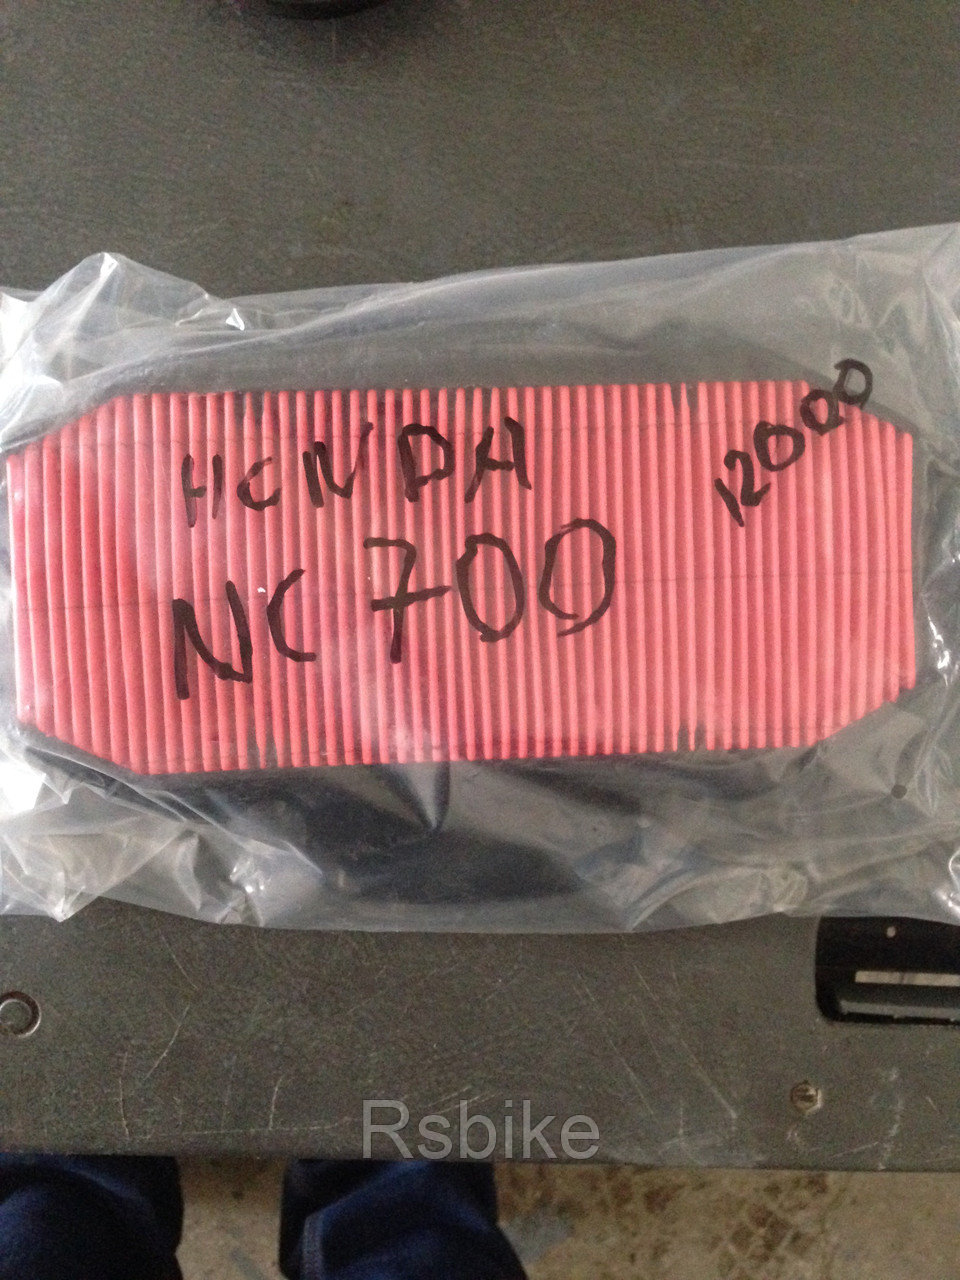 HONDA
12000
NC700
Rsbike